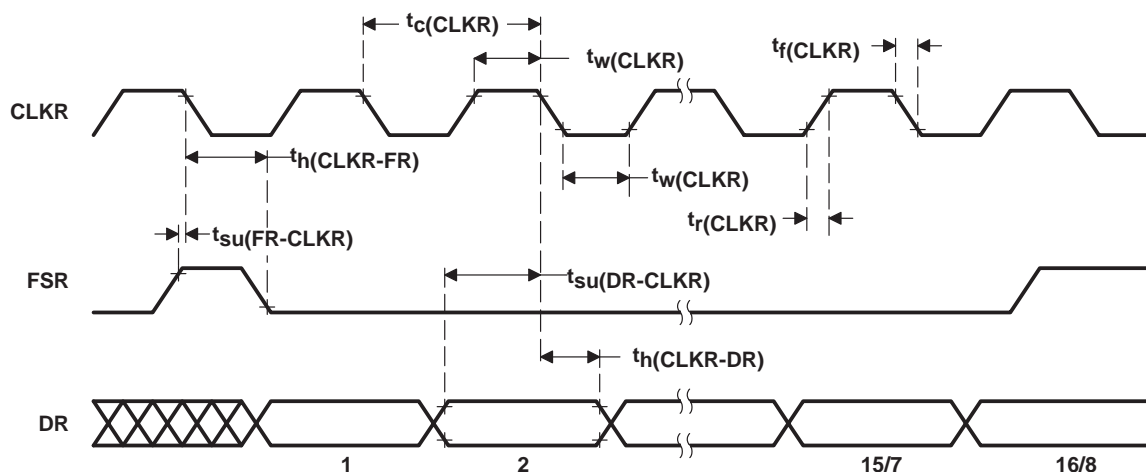 tc(CLKR)
tw(CLKR)
tf(CLKR)
CLKR
th(CLKR-FR)
tw(CLKR)
tr(CLKR)
tsu(FR-CLKR)
FSR
tsu(DR-CLKR)
th(CLKR-DR)
DR
1 2 15/7 16/8